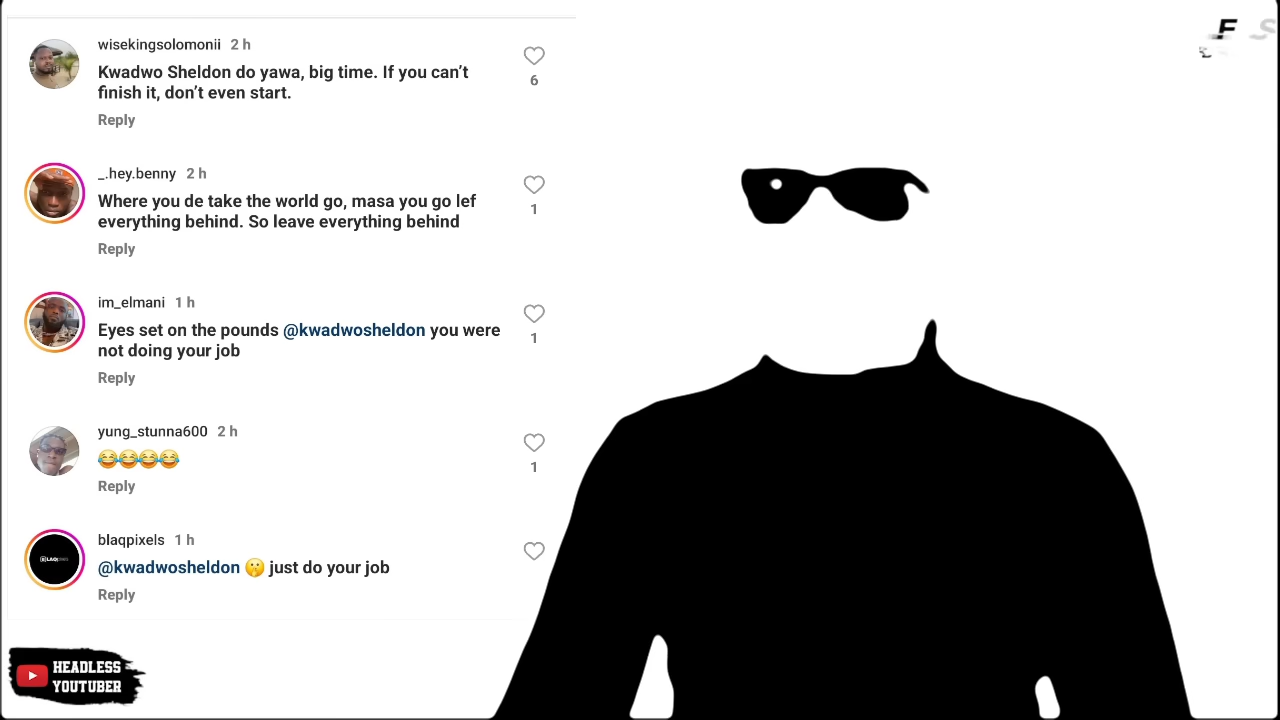 wisekingsolomonii 2 h
Kwadwo Sheldon do yawa, big time. If you can’t
finish it, don’t even start.
6
Reply
_.hey.benny 2 h
Where you de take the world go, masa you go lef
everything behind. So leave everything behind
1
Reply
im_elmani 1 h
Eyes set on the pounds @kwadwosheldon you were
not doing your job
1
Reply
yung_stunna600 2 h
😂😂😂😂
1
Reply
blaqpixels 1 h
@kwadwosheldon 🤫 just do your job
Reply
HEADLESS
YOUTUBER